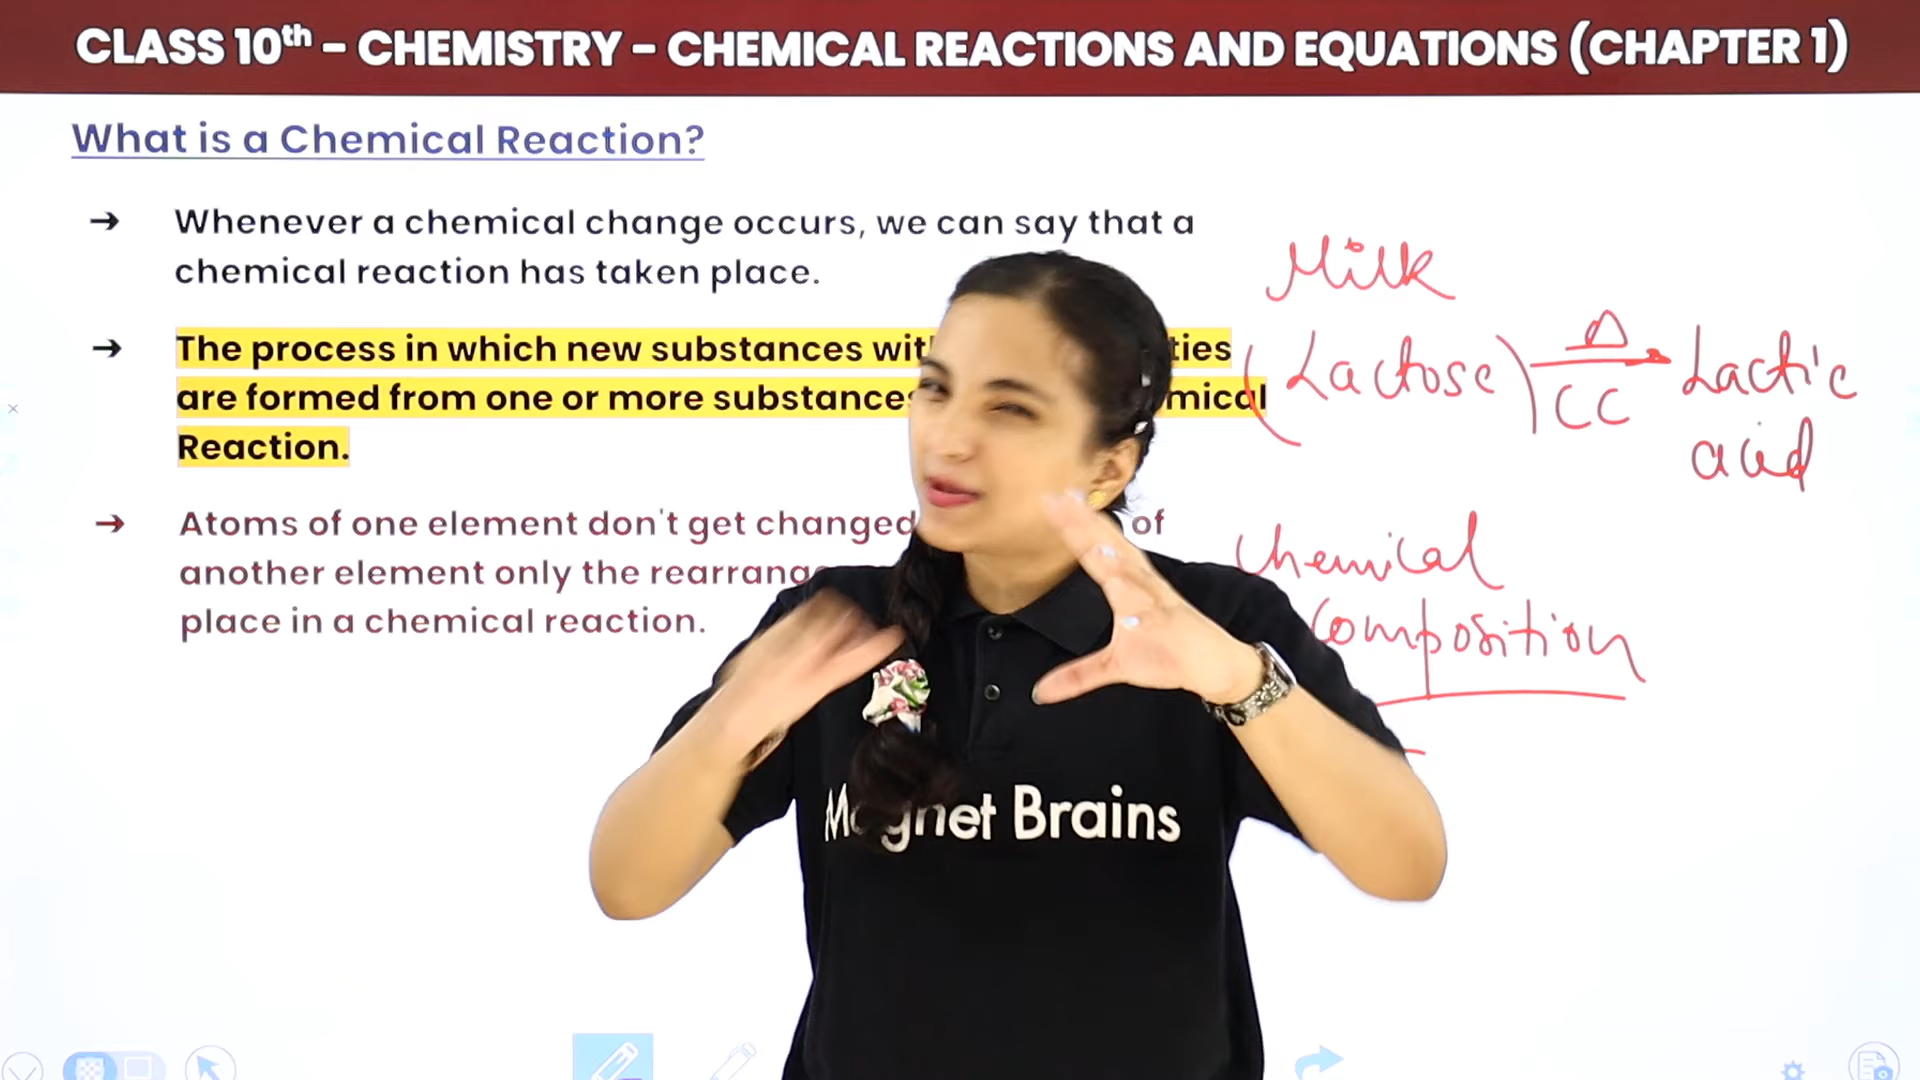 CLASS 10th - CHEMISTRY - CHEMICAL REACTIONS AND EQUATIONS (CHAPTER 1)
What is a Chemical Reaction?
➔ Whenever a chemical change occurs, we can say that a
chemical reaction has taken place.
➔ The process in which new substances wit ties
are formed from one or more substances mical
Reaction.
➔ Atoms of one element don't get changed of
another element only the rearrang
place in a chemical reaction.
Milk
(Lactose) Δ → Lactic
CC
acid
Chemical
Composition
Magnet Brains